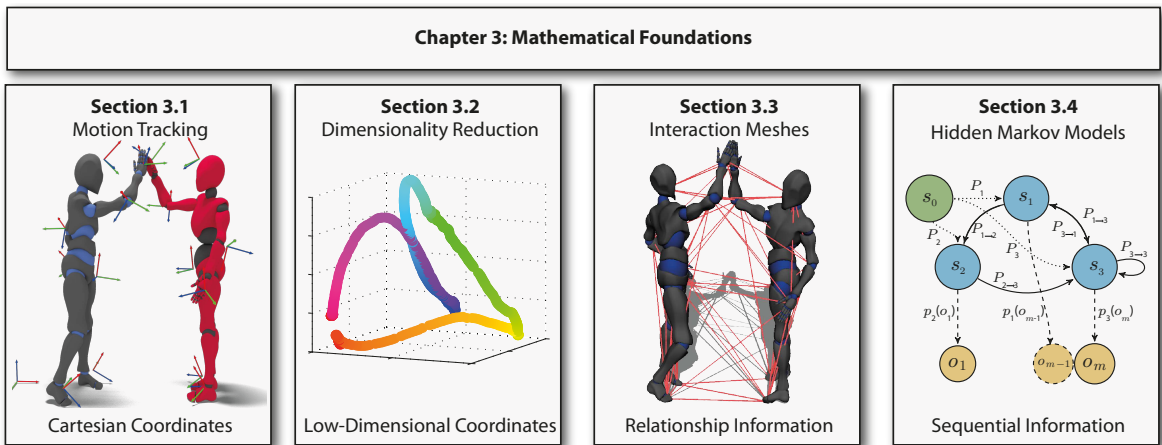 Chapter 3: Mathematical Foundations
Section 3.1
Motion Tracking
Cartesian Coordinates
Section 3.2
Dimensionality Reduction
Low-Dimensional Coordinates
Section 3.3
Interaction Meshes
Relationship Information
Section 3.4
Hidden Markov Models
s₀
P₁
s₁
P₂
P₁→₂
P₃
P₃→₁
P₁→₃
s₂
s₃
P₃→₃
P₂→₃
p₂(o₁)
p₁(oₘ₋₁)
p₃(oₘ)
o₁
oₘ₋₁
oₘ
Sequential Information